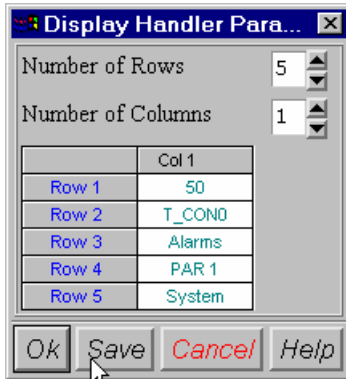 Display Handler Para...
Number of Rows 5
Number of Columns 1
Col 1
Row 1 50
Row 2 T_CON0
Row 3 Alarms
Row 4 PAR 1
Row 5 System
Ok Save Cancel Help